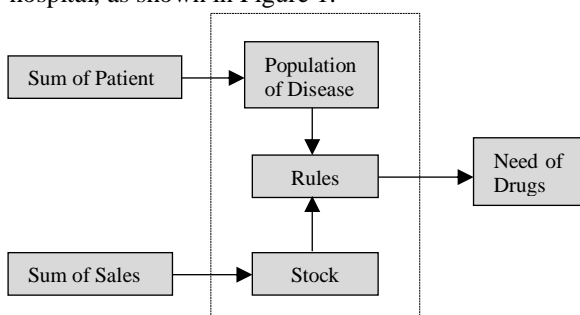 hospital, as shown in Figure 1.
Population
of Disease
Sum of Patient
Need of
Drugs
Rules
Sum of Sales
Stock